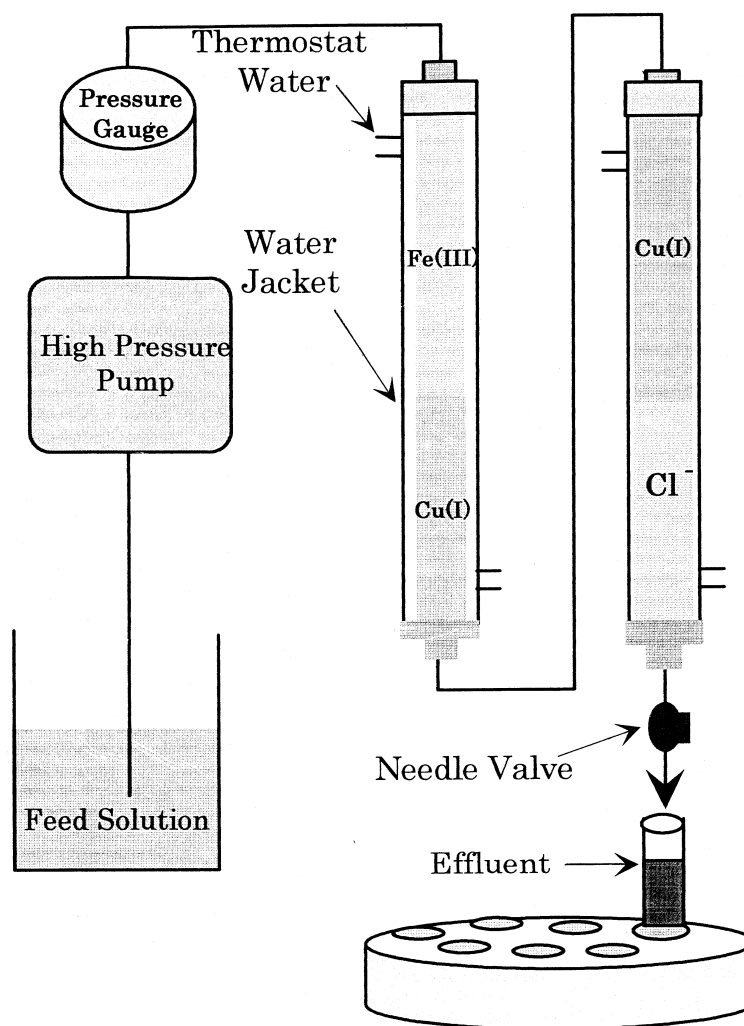 Thermostat
Water
Pressure
Gauge
Water
Jacket
Fe(III)
Cu(I)
High Pressure
Pump
Cu(I)
Cl⁻
Needle Valve
Feed Solution
Effluent